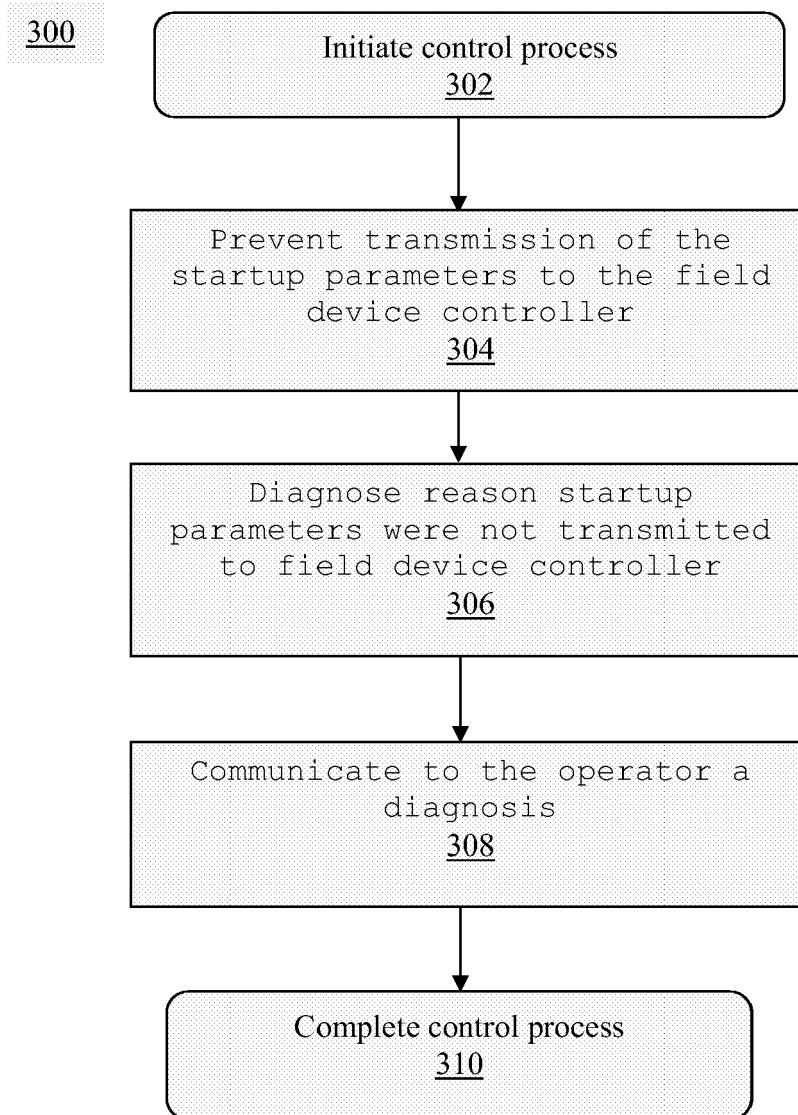 300
Initiate control process
302
Prevent transmission of the
startup parameters to the field
device controller
304
Diagnose reason startup
parameters were not transmitted
to field device controller
306
Communicate to the operator a
diagnosis
308
Complete control process
310